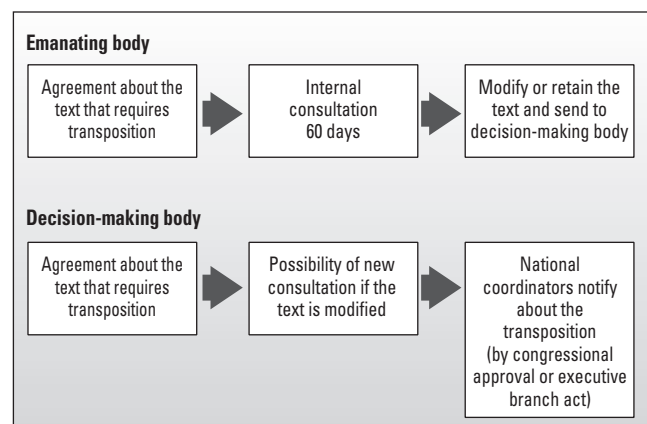 Emanating body
Agreement about the
text that requires
transposition
Internal
consultation
60 days
Modify or retain the
text and send to
decision-making body
Decision-making body
Agreement about the
text that requires
transposition
Possibility of new
consultation if the
text is modified
National
coordinators notify
about the
transposition
(by congressional
approval or executive
branch act)